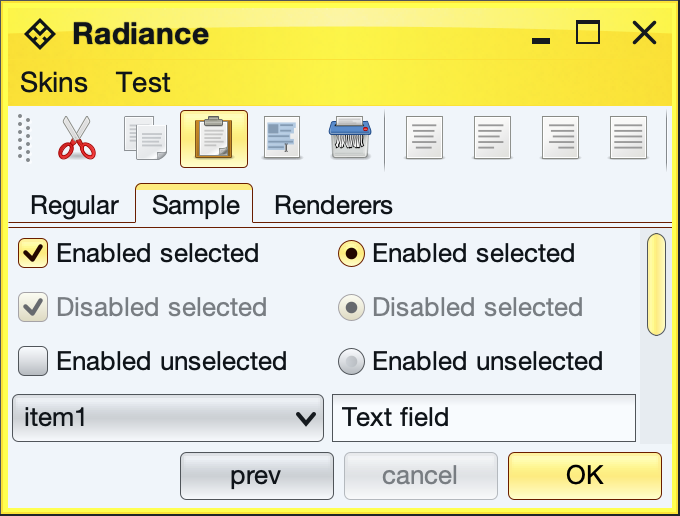 Radiance
Skins Test
Regular Sample Renderers
Enabled selected Enabled selected
Disabled selected Disabled selected
Enabled unselected Enabled unselected
item1 Text field
prev cancel OK